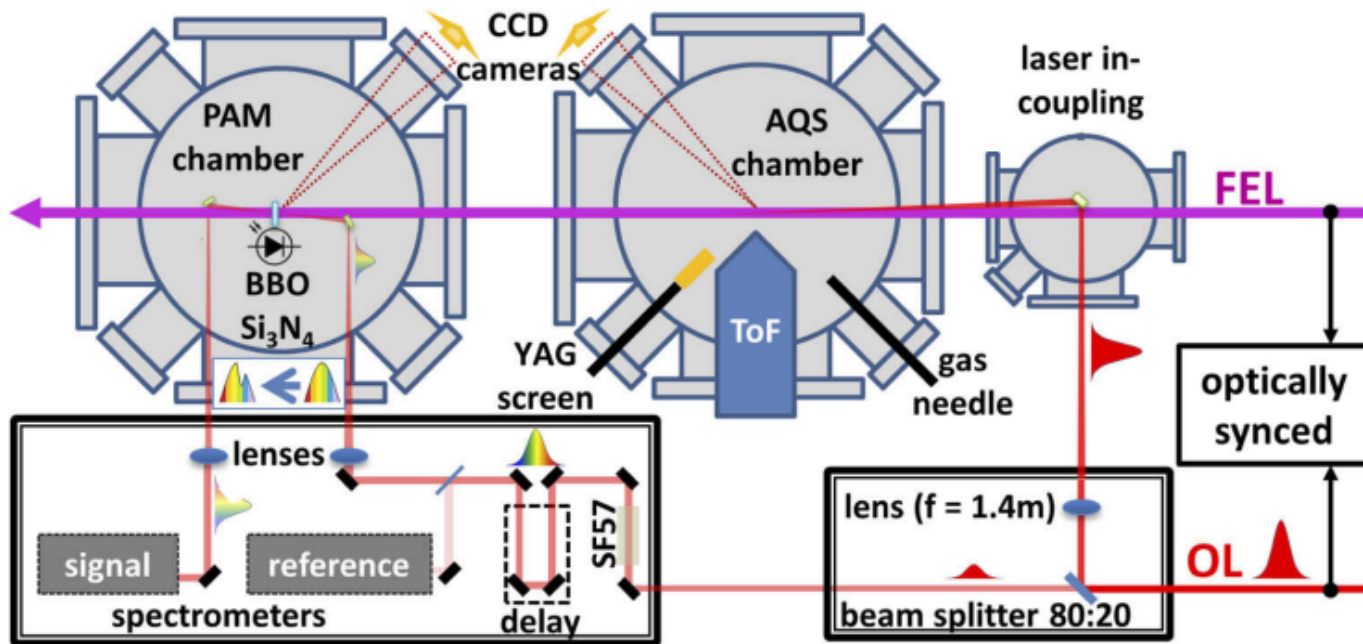 CCD
cameras
laser in-
coupling
PAM
chamber
AQS
chamber
FEL
BBO
Si₃N₄
YAG
screen
ToF
gas
needle
optically
synced
lenses
SF57
lens (f = 1.4m)
OL
signal
reference
spectrometers
delay
beam splitter 80:20